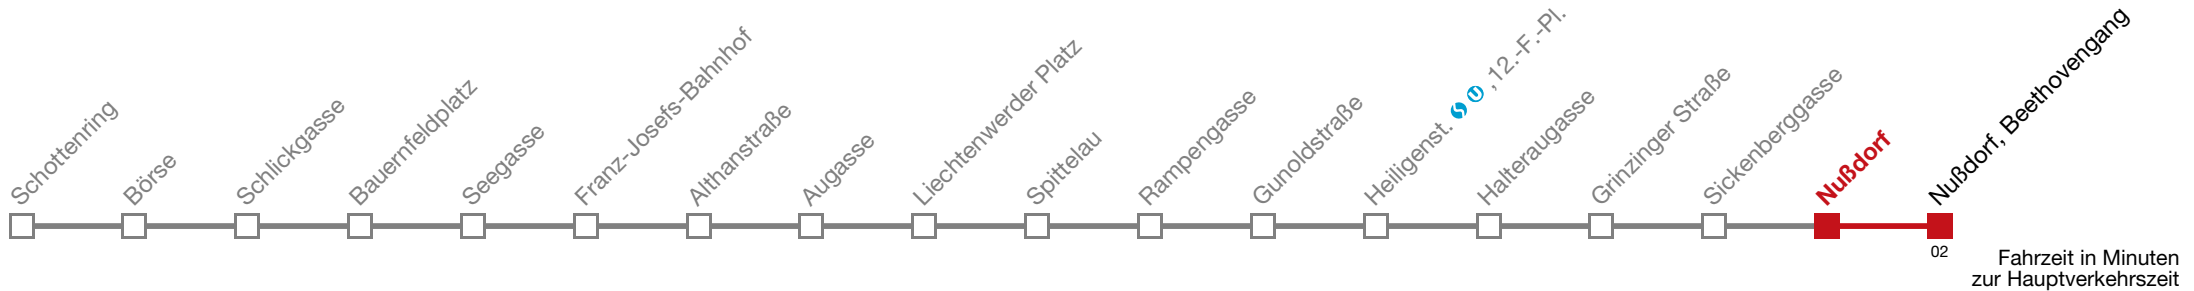 Schottenring
Börse
Schlickgasse
Bauernfeldplatz
Seegasse
Franz-Josefs-Bahnhof
Althanstraße
Augasse
Liechtenwerder Platz
Spittelau
Rampengasse
Gunoldstraße
Heiligenst. S U ,12.-F.-Pl.
Halteraugasse
Grinzinger Straße
Sickenberggasse
Nußdorf
Nußdorf, Beethovengang
02
Fahrzeit in Minuten
zur Hauptverkehrszeit